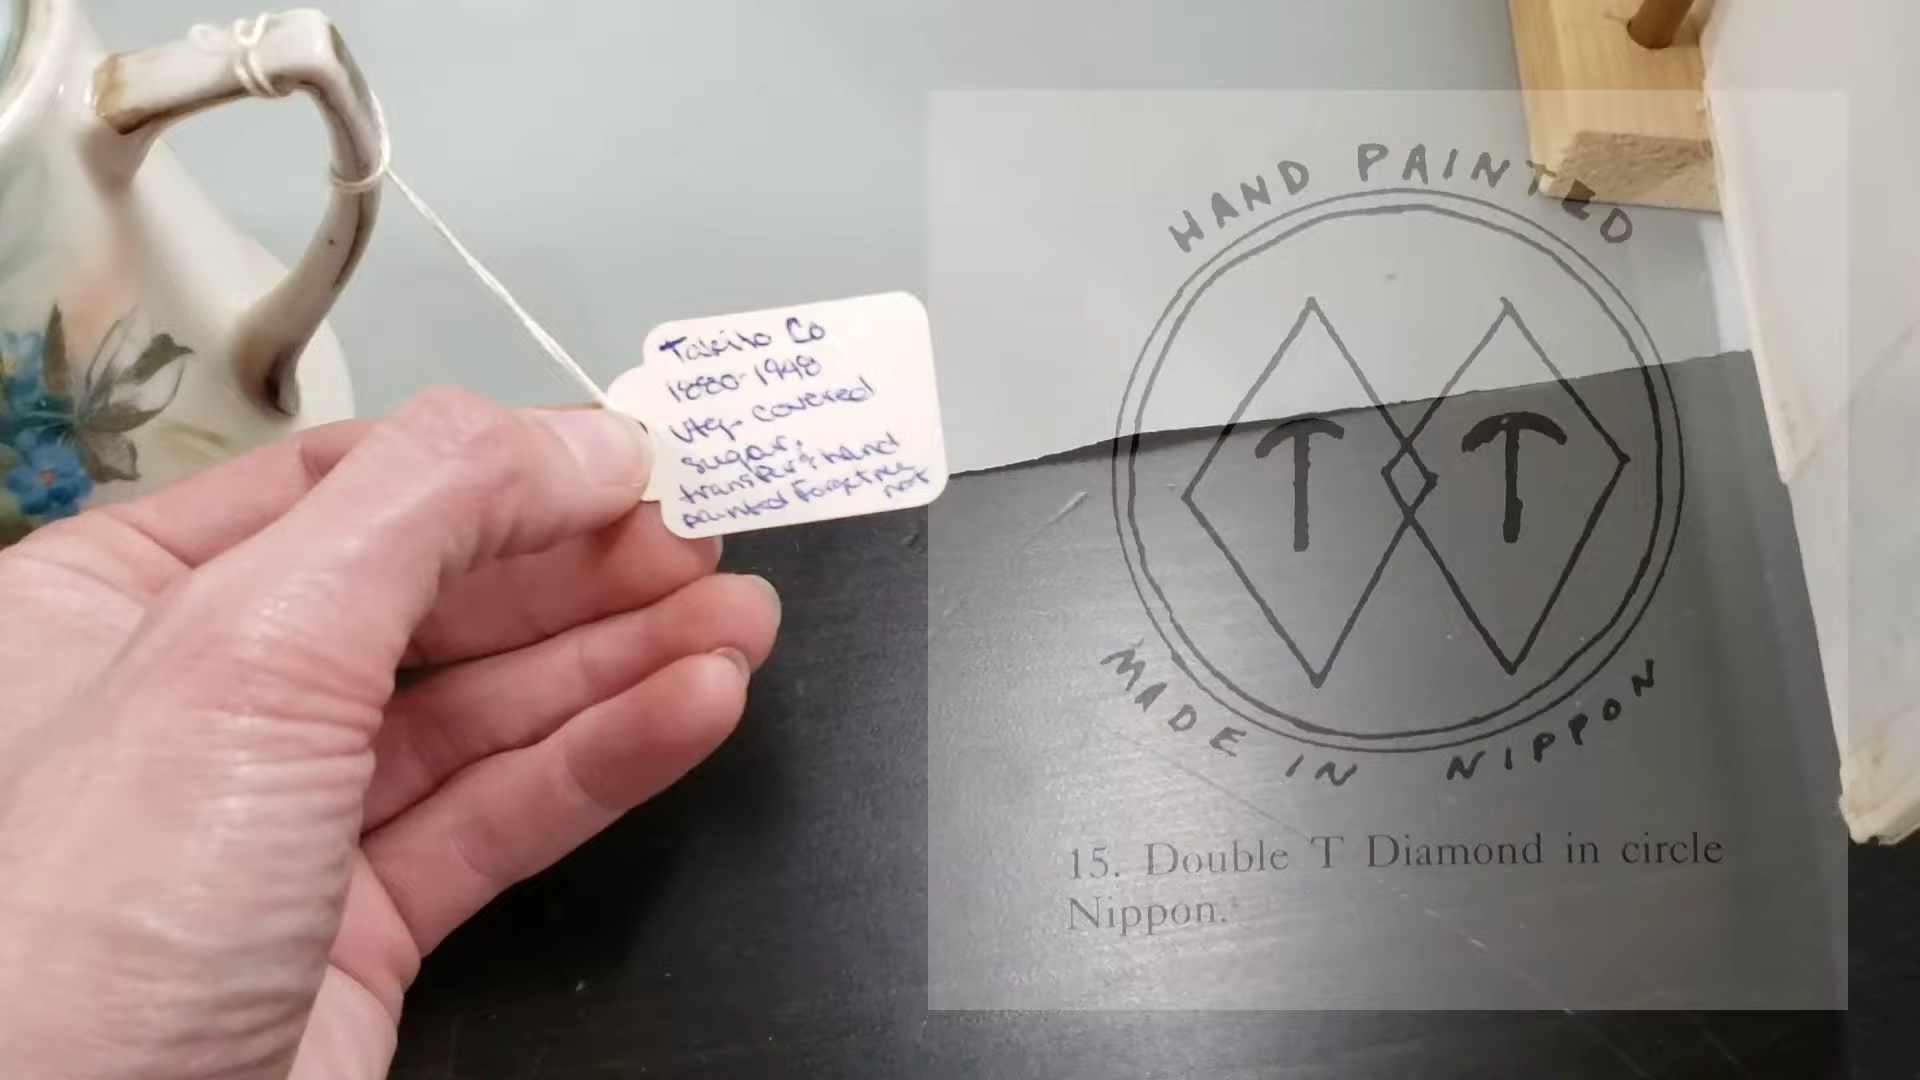 Takito Co
1880-1948
Vtg- covered
sugar,
transfer & hand
painted Forget me
not
HAND PAINTED
T T
MADE IN NIPPON
15. Double T Diamond in circle
Nippon.